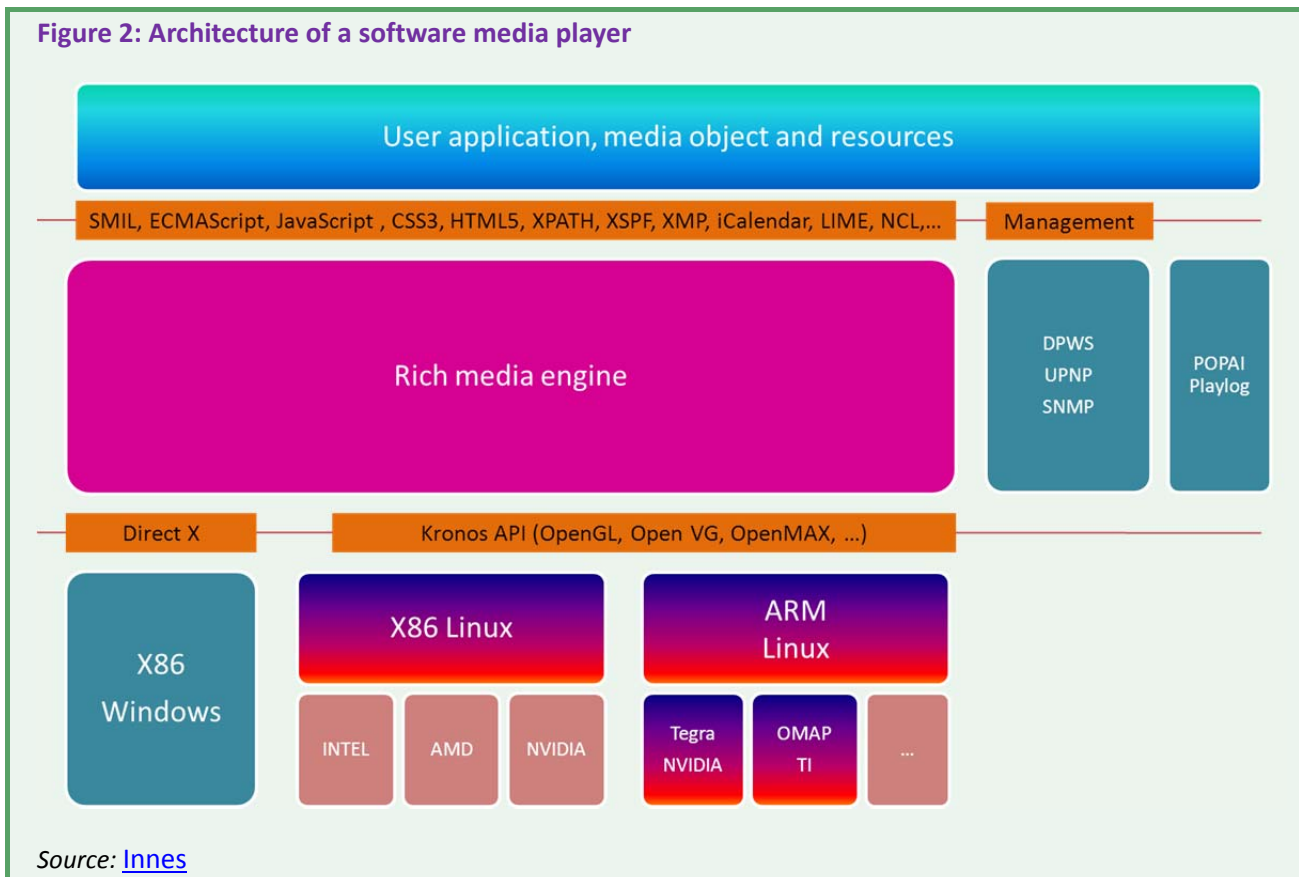 Figure 2: Architecture of a software media player
User application, media object and resources
SMIL, ECMAScript, JavaScript , CSS3, HTML5, XPATH, XSPF, XMP, iCalendar, LIME, NCL,...
Management
Rich media engine
DPWS
UPNP
SNMP
POPAI
Playlog
Direct X
Kronos API (OpenGL, Open VG, OpenMAX, ...)
X86
Windows
X86 Linux
INTEL
AMD
NVIDIA
ARM
Linux
Tegra
NVIDIA
OMAP
TI
...
Source: Innes